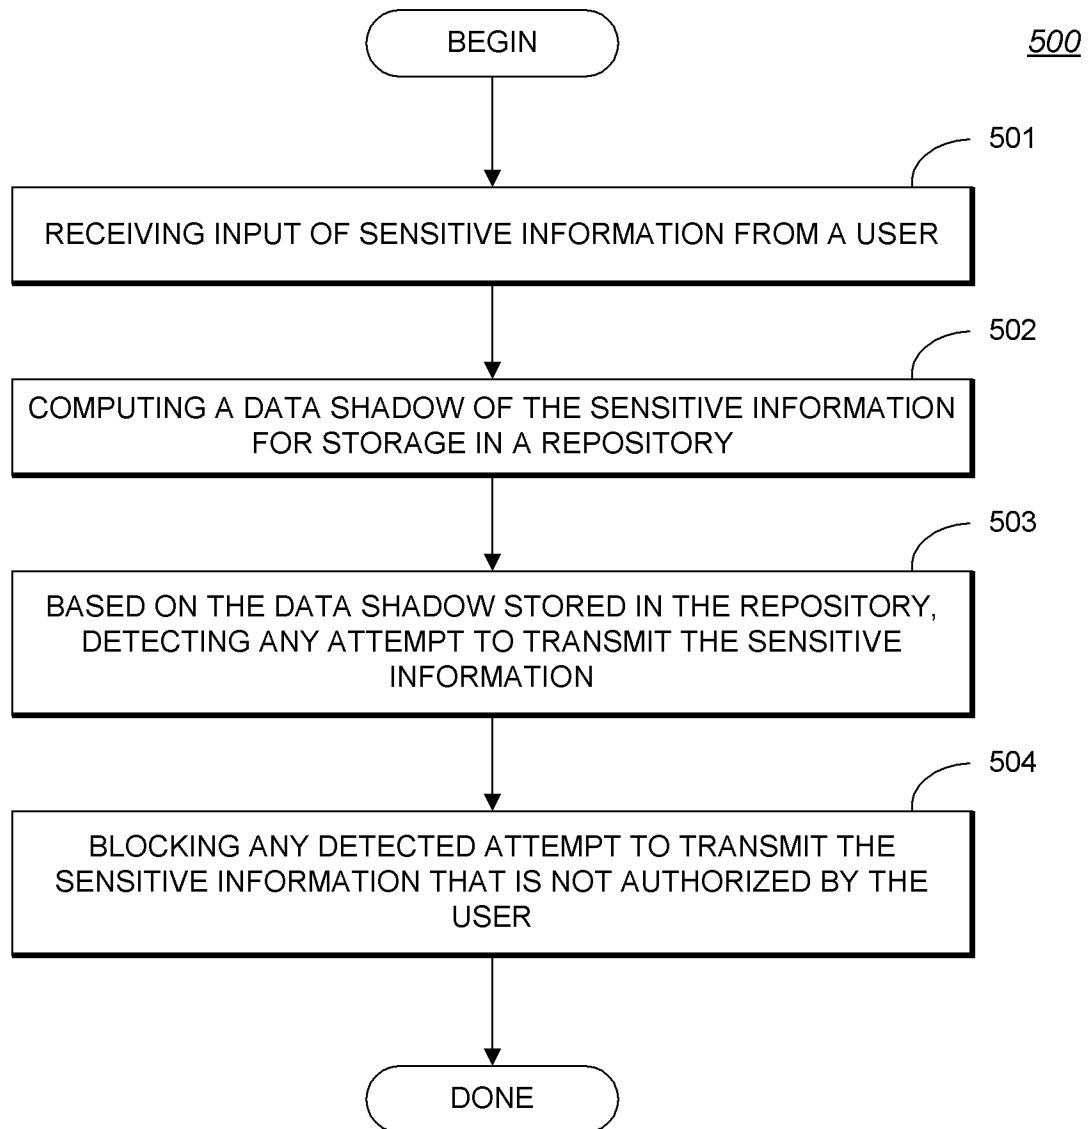 BEGIN
500
501
RECEIVING INPUT OF SENSITIVE INFORMATION FROM A USER
502
COMPUTING A DATA SHADOW OF THE SENSITIVE INFORMATION
FOR STORAGE IN A REPOSITORY
503
BASED ON THE DATA SHADOW STORED IN THE REPOSITORY,
DETECTING ANY ATTEMPT TO TRANSMIT THE SENSITIVE
INFORMATION
504
BLOCKING ANY DETECTED ATTEMPT TO TRANSMIT THE
SENSITIVE INFORMATION THAT IS NOT AUTHORIZED BY THE
USER
DONE